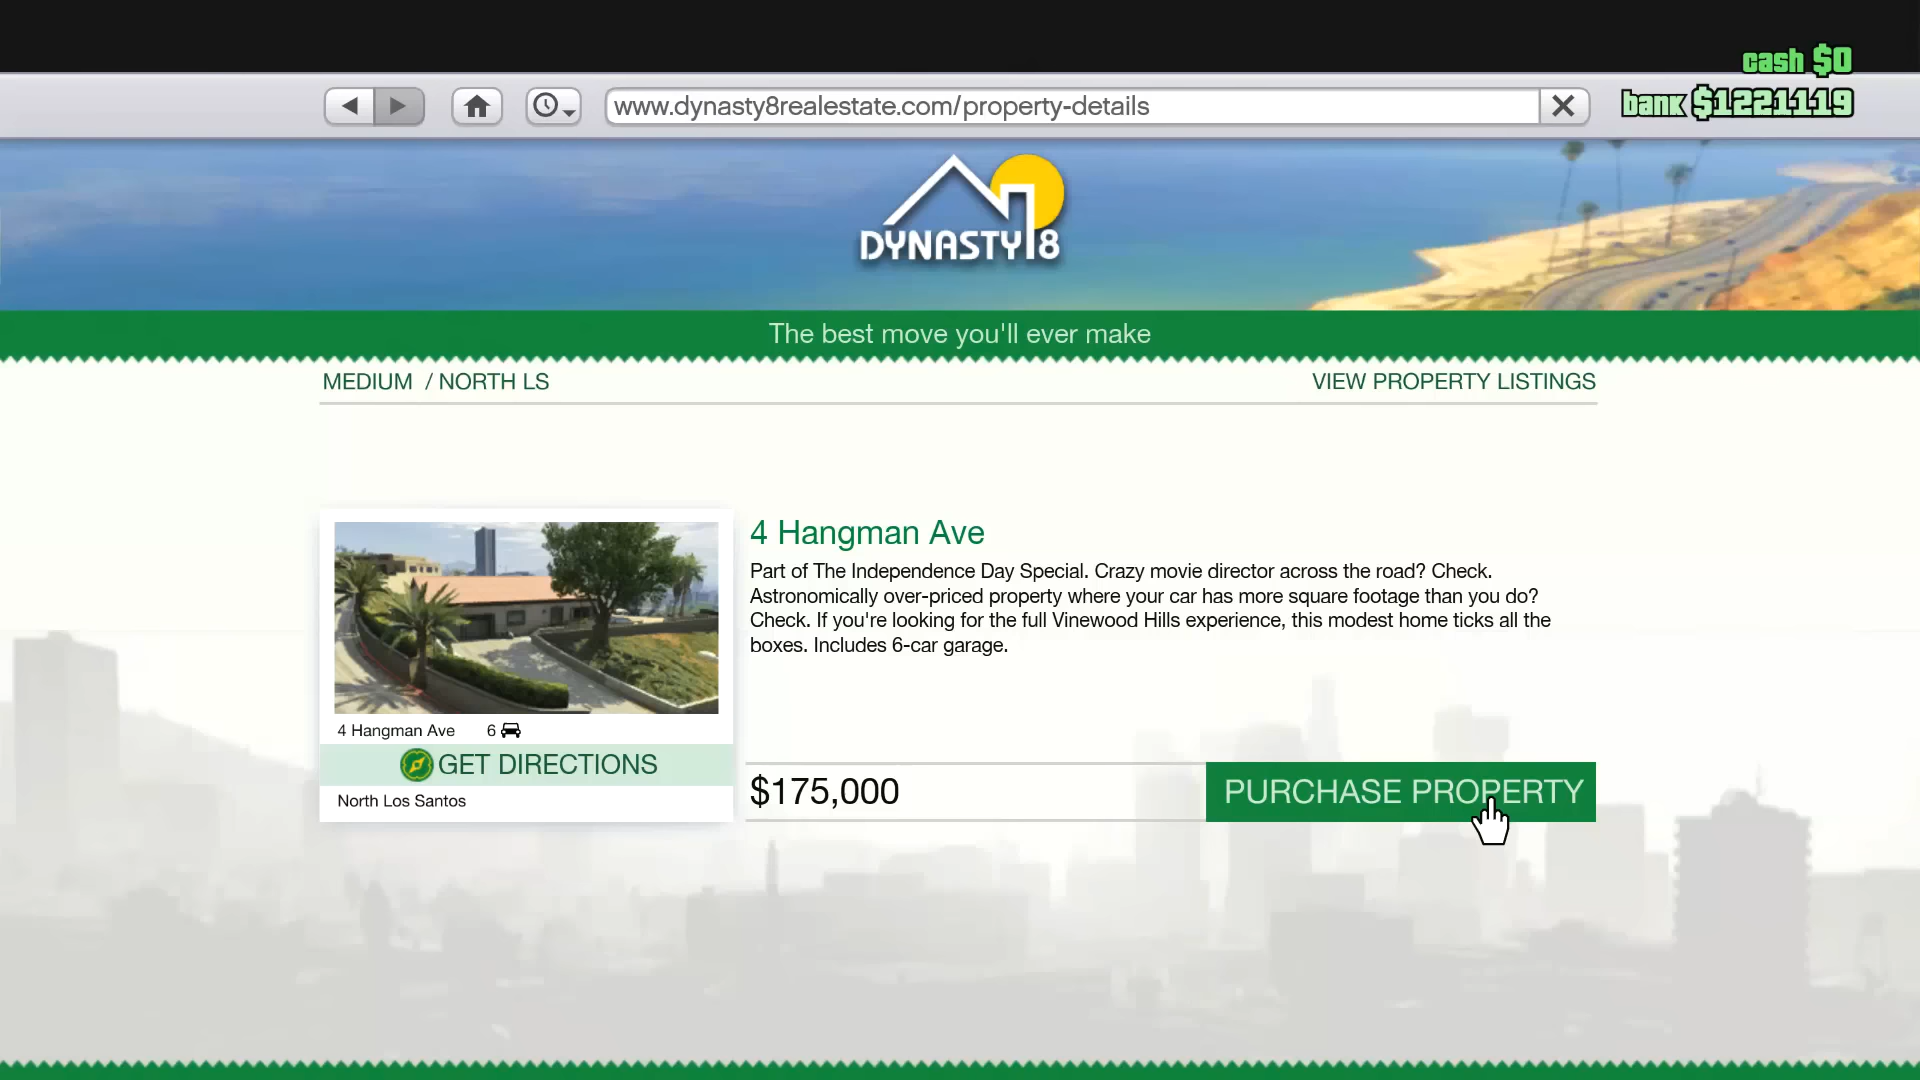 cash $0
bank $1221119
www.dynasty8realestate.com/property-details
DYNASTY 8
The best move you'll ever make
MEDIUM / NORTH LS
VIEW PROPERTY LISTINGS
4 Hangman Ave
Part of The Independence Day Special. Crazy movie director across the road? Check.
Astronomically over-priced property where your car has more square footage than you do?
Check. If you're looking for the full Vinewood Hills experience, this modest home ticks all the
boxes. Includes 6-car garage.
4 Hangman Ave 6
GET DIRECTIONS
North Los Santos
$175,000
PURCHASE PROPERTY